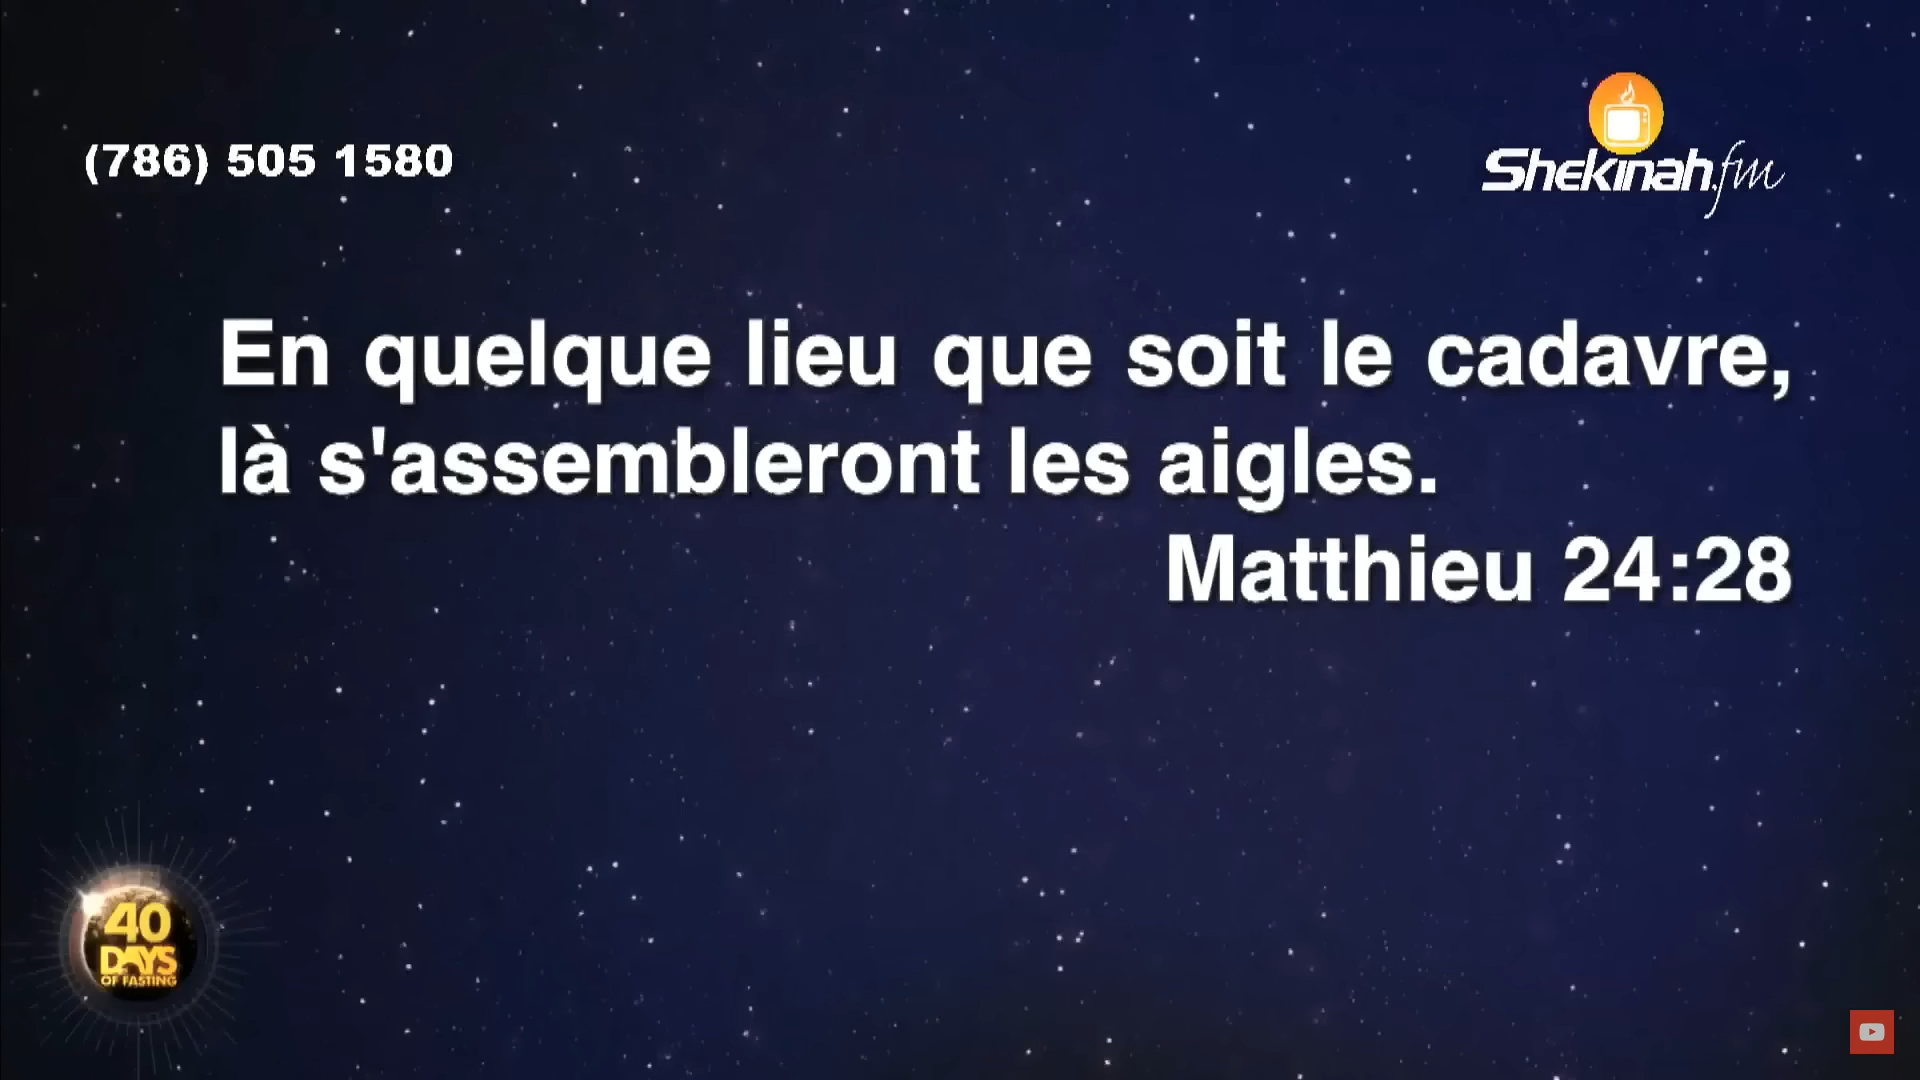 (786) 505 1580
Shekinah.fm
En quelque lieu que soit le cadavre,
là s'assembleront les aigles.
Matthieu 24:28
40
DAYS
OF FASTING